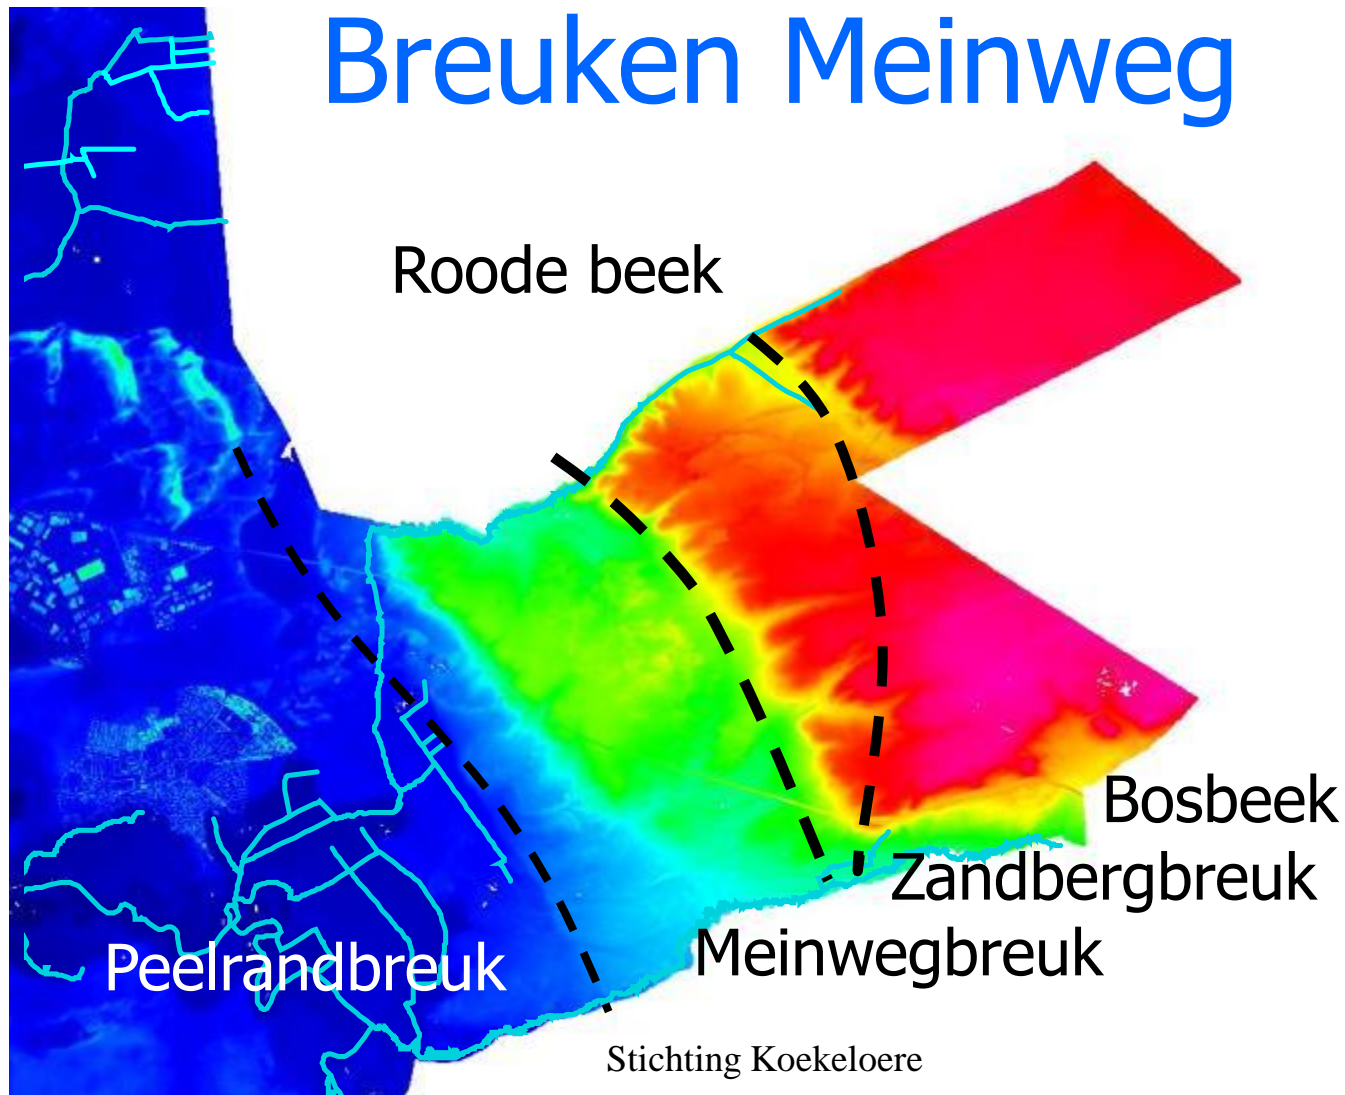 Breuken Meinweg
Roode beek
Bosbeek
Zandbergbreuk
Meinwegbreuk
Peelrandbreuk
Stichting Koekeloere